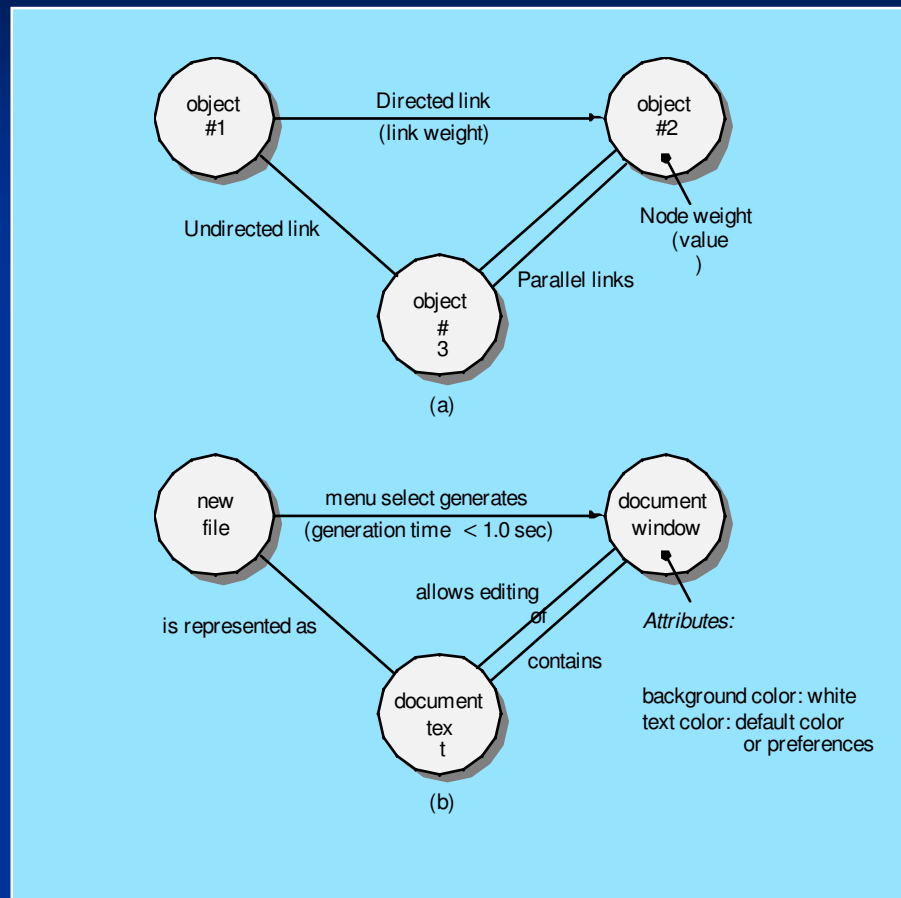 object
#1
Directed link
(link weight)
object
#2
Undirected link
Node weight
(value
)
Parallel links
object
#
3
(a)
new
file
menu select generates
(generation time < 1.0 sec)
document
window
allows editing
of
is represented as
Attributes:
contains
background color: white
text color: default color
or preferences
document
tex
t
(b)